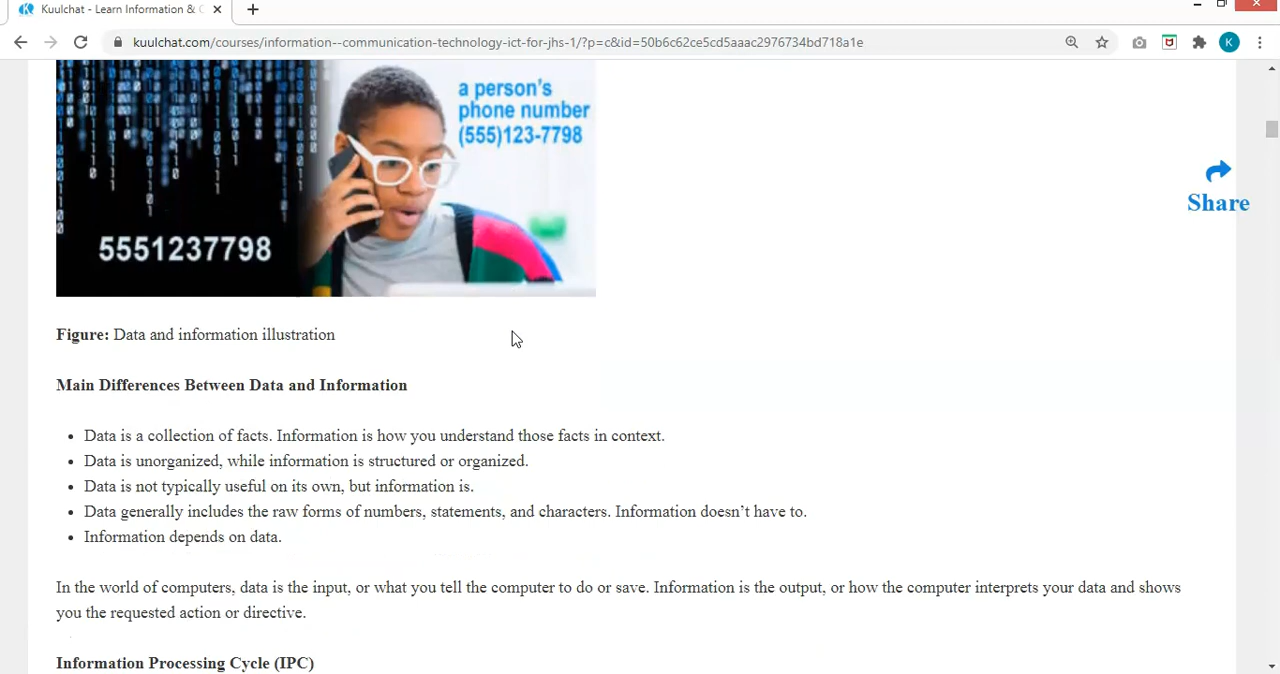 Kuulchat - Learn Information & C
kuulchat.com/courses/information--communication-technology-ict-for-jhs-1/?p=c&id=50b6c62ce5cd5aaac2976734bd718a1e
K
a person's
phone number
(555)123-7798
5551237798
Share
Figure: Data and information illustration
Main Differences Between Data and Information
• Data is a collection of facts. Information is how you understand those facts in context.
• Data is unorganized, while information is structured or organized.
• Data is not typically useful on its own, but information is.
• Data generally includes the raw forms of numbers, statements, and characters. Information doesn't have to.
• Information depends on data.
In the world of computers, data is the input, or what you tell the computer to do or save. Information is the output, or how the computer interprets your data and shows
you the requested action or directive.
Information Processing Cycle (IPC)